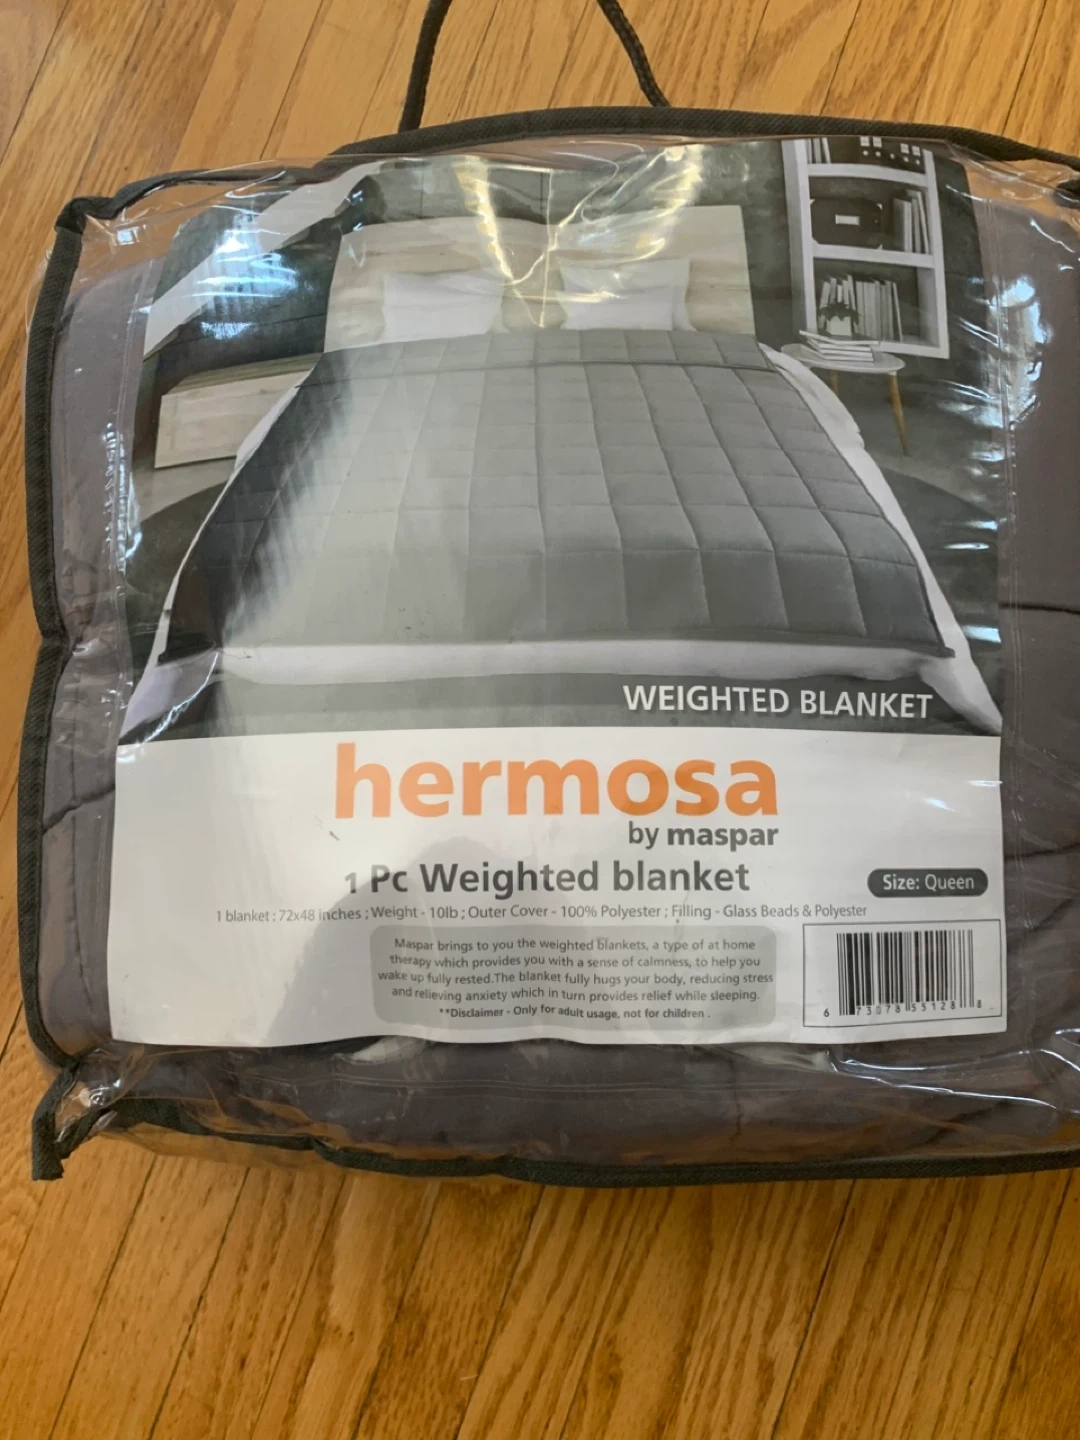 WEIGHTED BLANKET
hermosa
by maspar
1 Pc Weighted blanket
Size: Queen
1 blanket : 72x48 inches ; Weight - 10lb ; Outer Cover - 100% Polyester ; Filling - Glass Beads & Polyester
Maspar brings to you the weighted blankets, a type of at home
therapy which provides you with a sense of calmness, to help you
wake up fully rested.The blanket fully hugs your body, reducing stress
and relieving anxiety which in turn provides relief while sleeping.
**Disclaimer - Only for adult usage, not for children .
6 73078 55128 8